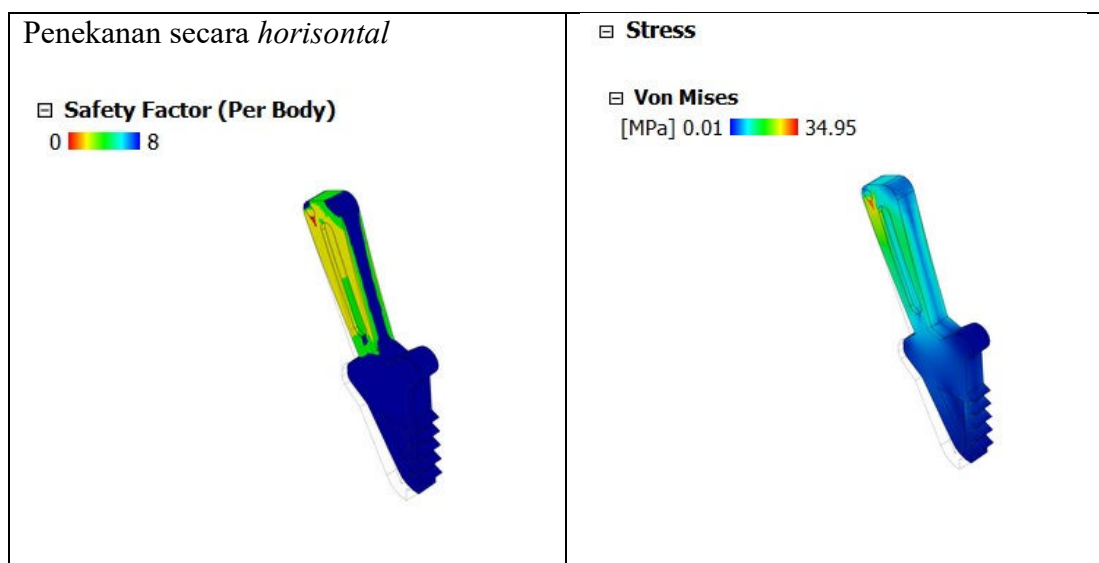 Penekanan secara horisontal
Safety Factor (Per Body)
0 8
Stress
Von Mises
[MPa] 0.01 34.95